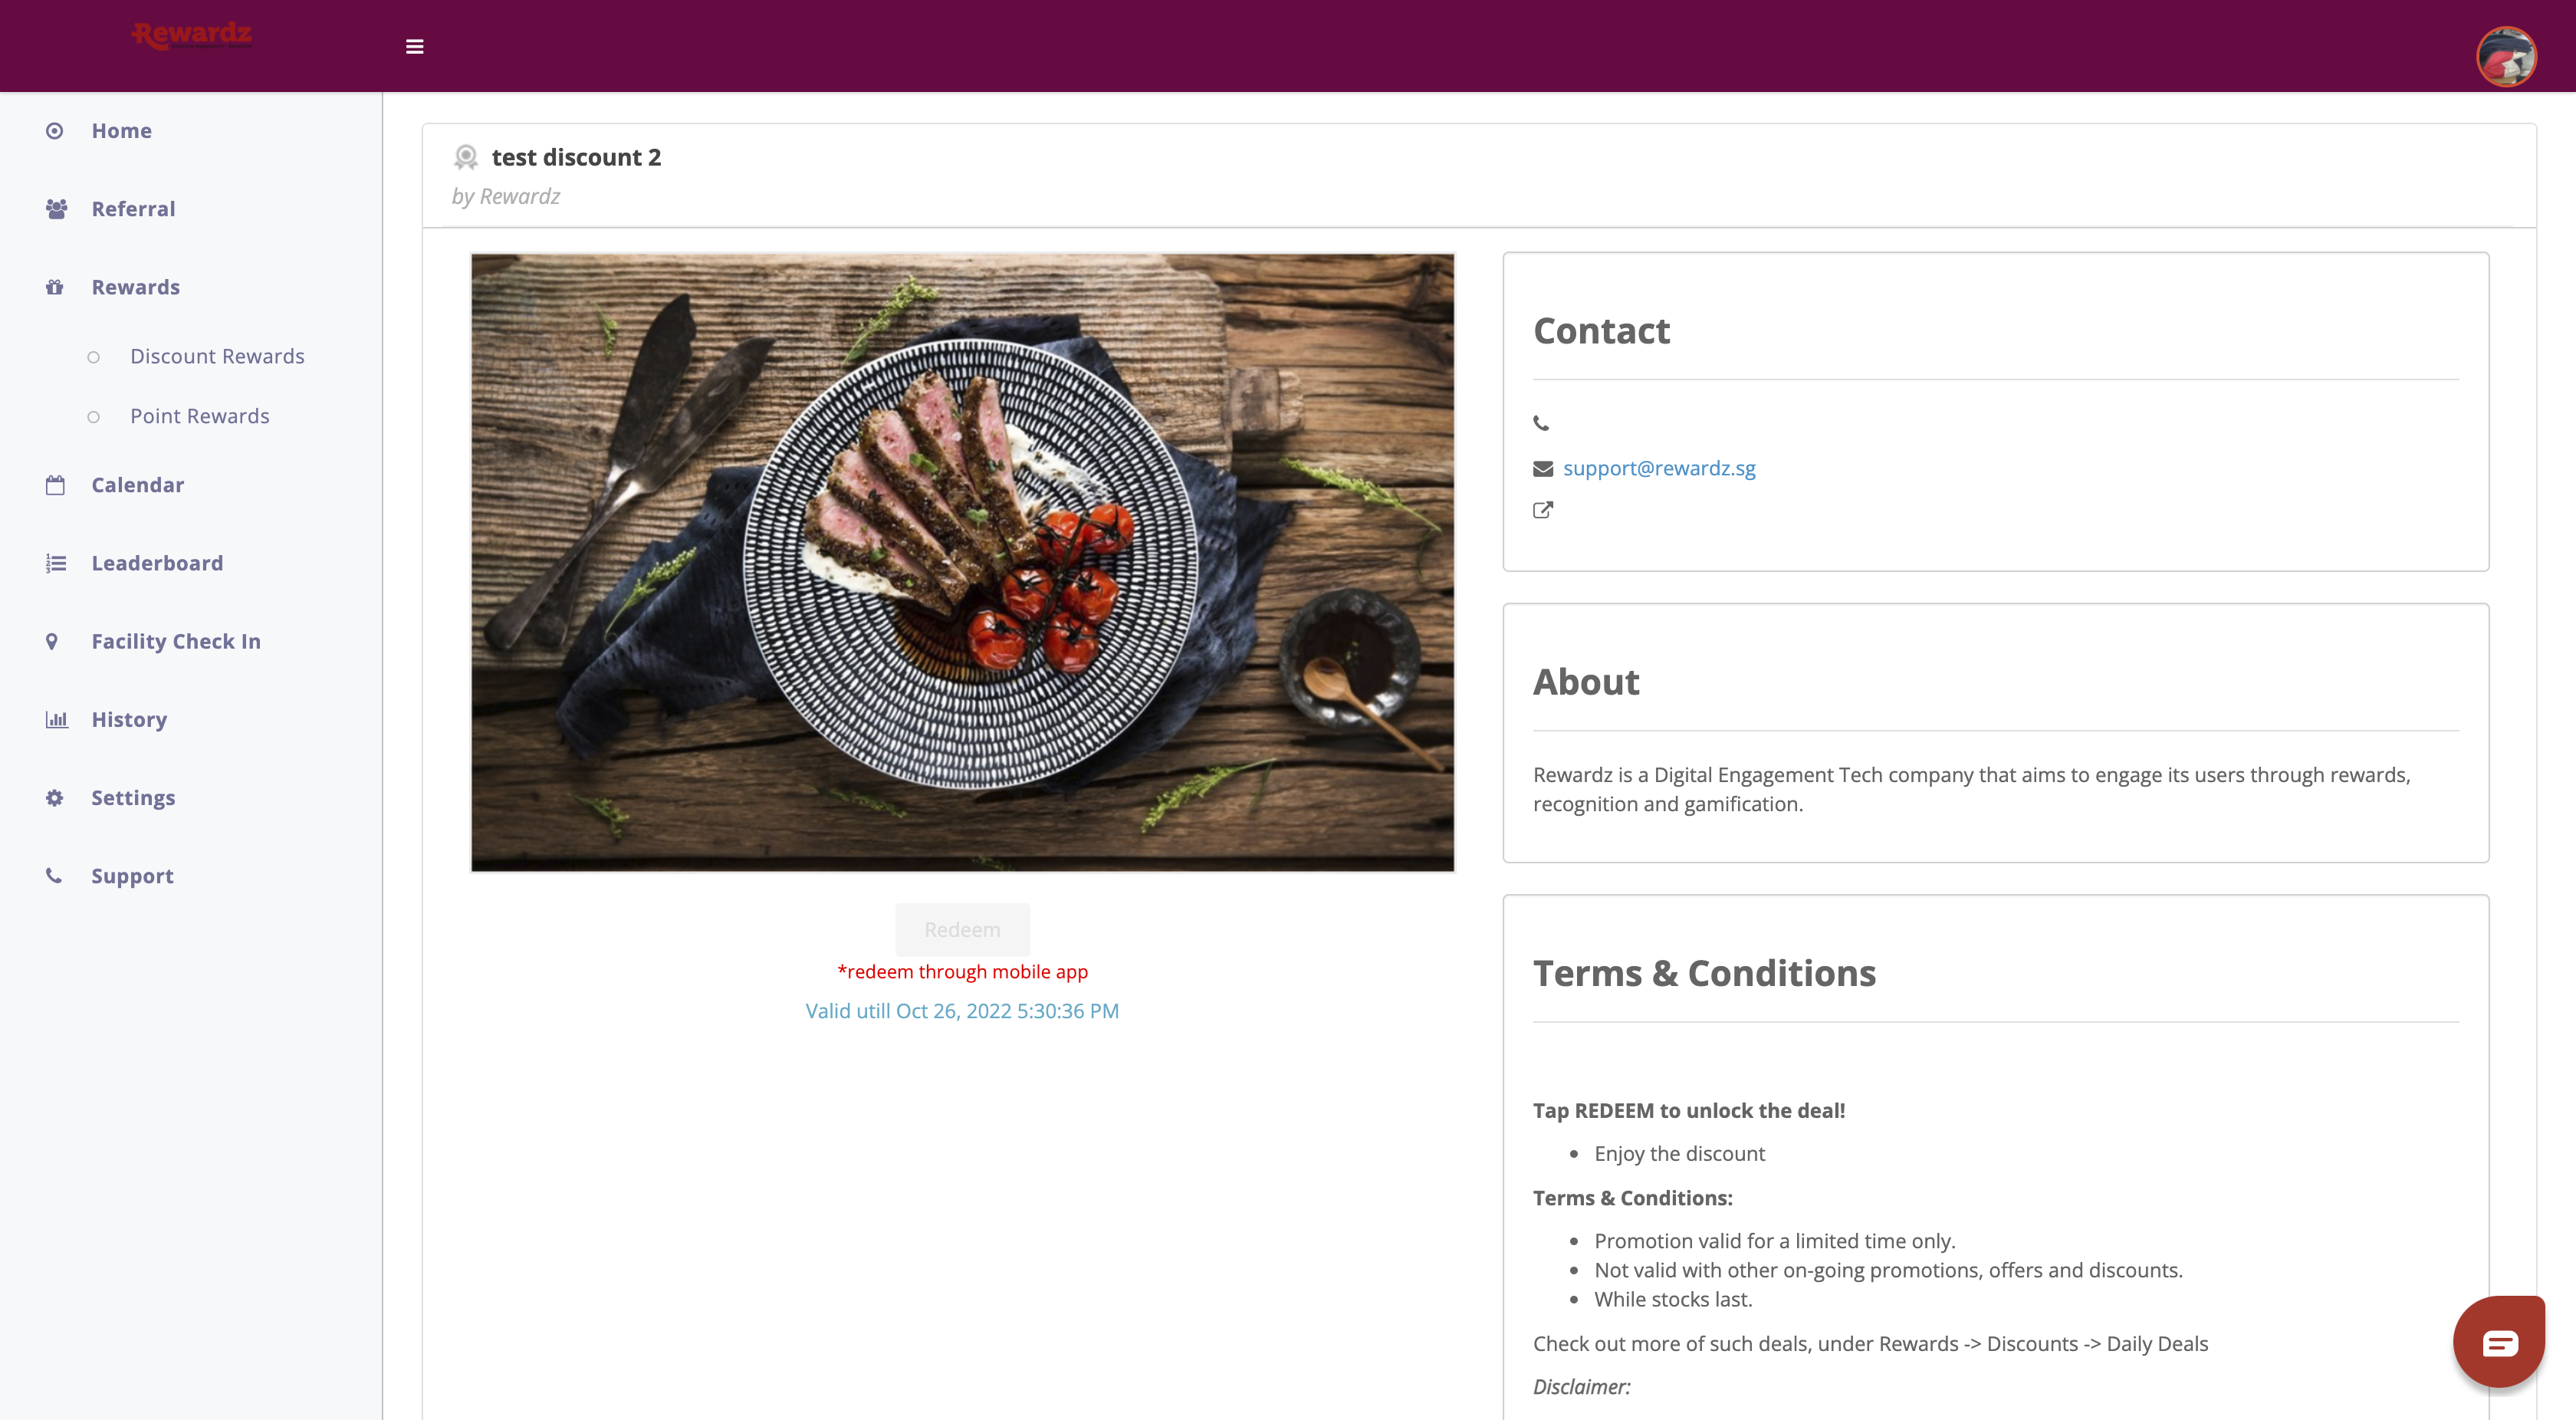 Rewardz
Home
Referral
Rewards
Discount Rewards
Point Rewards
Calendar
Leaderboard
Facility Check In
History
Settings
Support
test discount 2
by Rewardz
Redeem
*redeem through mobile app
Valid utill Oct 26, 2022 5:30:36 PM
Contact
support@rewardz.sg
About
Rewardz is a Digital Engagement Tech company that aims to engage its users through rewards,
recognition and gamification.
Terms & Conditions
Tap REDEEM to unlock the deal!
Enjoy the discount
Terms & Conditions:
Promotion valid for a limited time only.
Not valid with other on-going promotions, offers and discounts.
While stocks last.
Check out more of such deals, under Rewards -> Discounts -> Daily Deals
Disclaimer: